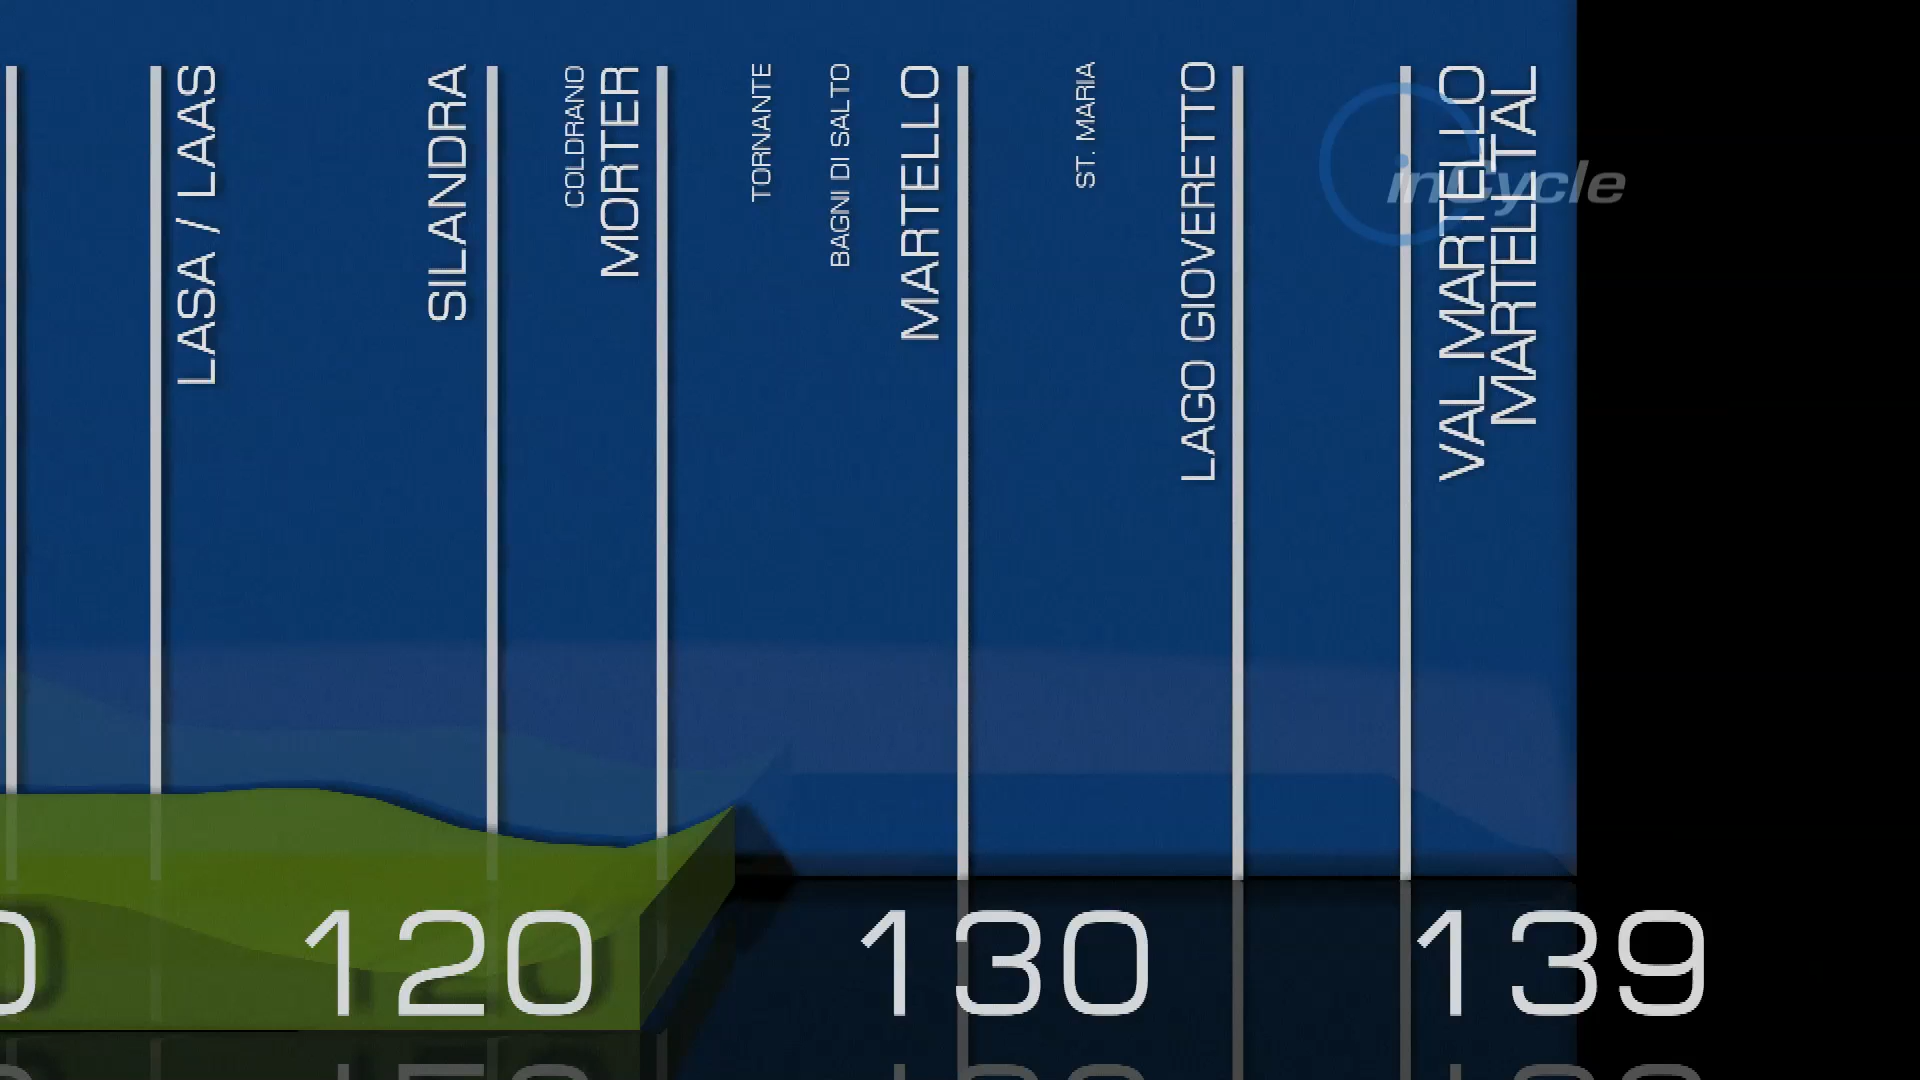 LASA / LAAS
SILANDRA
COLDRANO
MORTER
TORNANTE
BAGNI DI SALTO
MARTELLO
ST. MARIA
LAGO GIOVERETTO
VAL MARTELLO
MARTELLTAL
inCycle
0
120
130
139